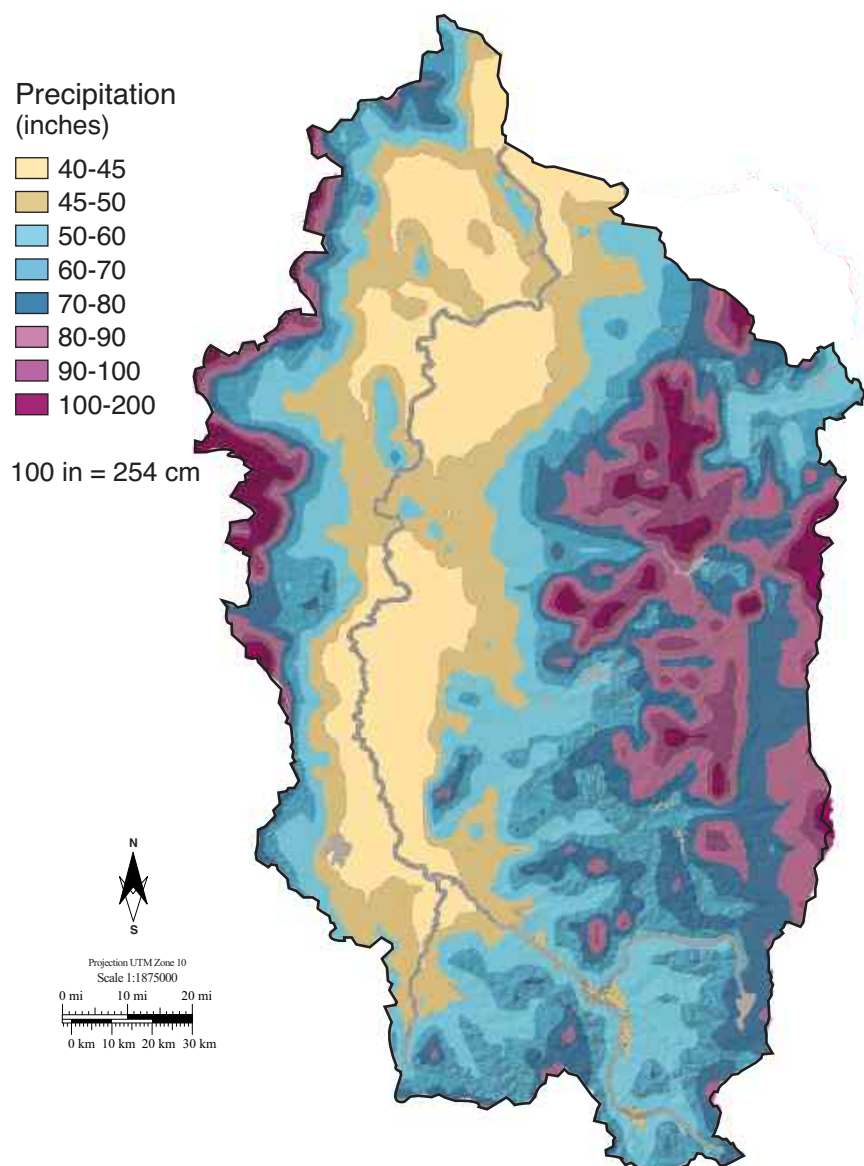 Precipitation
(inches)
40-45
45-50
50-60
60-70
70-80
80-90
90-100
100-200
100 in = 254 cm
N
S
Projection UTM Zone 10
Scale 1:1875000
0 mi 10 mi 20 mi
0 km 10 km 20 km 30 km